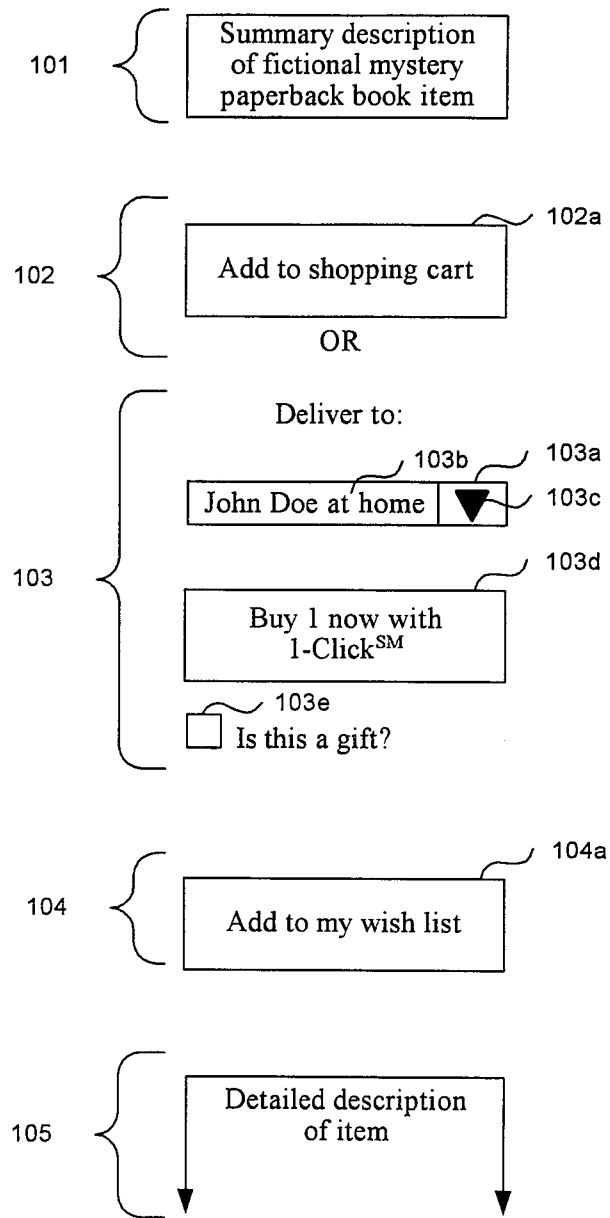 101
Summary description
of fictional mystery
paperback book item
102a
102
Add to shopping cart
OR
103
Deliver to:
103b
103a
John Doe at home
103c
103d
Buy 1 now with
1-Click℠
103e
Is this a gift?
104a
104
Add to my wish list
105
Detailed description
of item